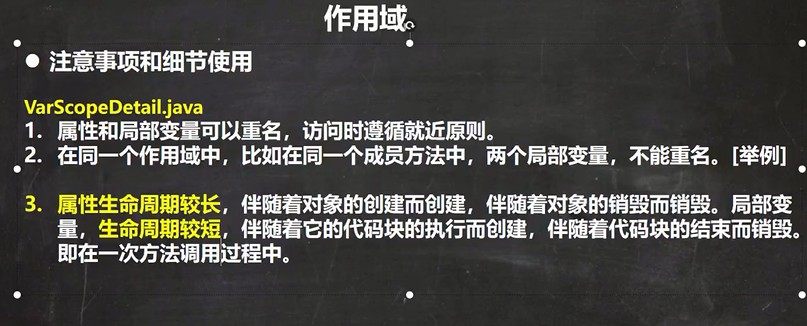 作用域。
● 注意事项和细节使用
VarScopeDetail.java
1. 属性和局部变量可以重名，访问时遵循就近原则。
2. 在同一个作用域中，比如在同一个成员方法中，两个局部变量，不能重名。[举例]
3. 属性生命周期较长，伴随着对象的创建而创建，伴随着对象的销毁而销毁。局部变
量，生命周期较短，伴随着它的代码块的执行而创建，伴随着代码块的结束而销毁。
即在一次方法调用过程中。